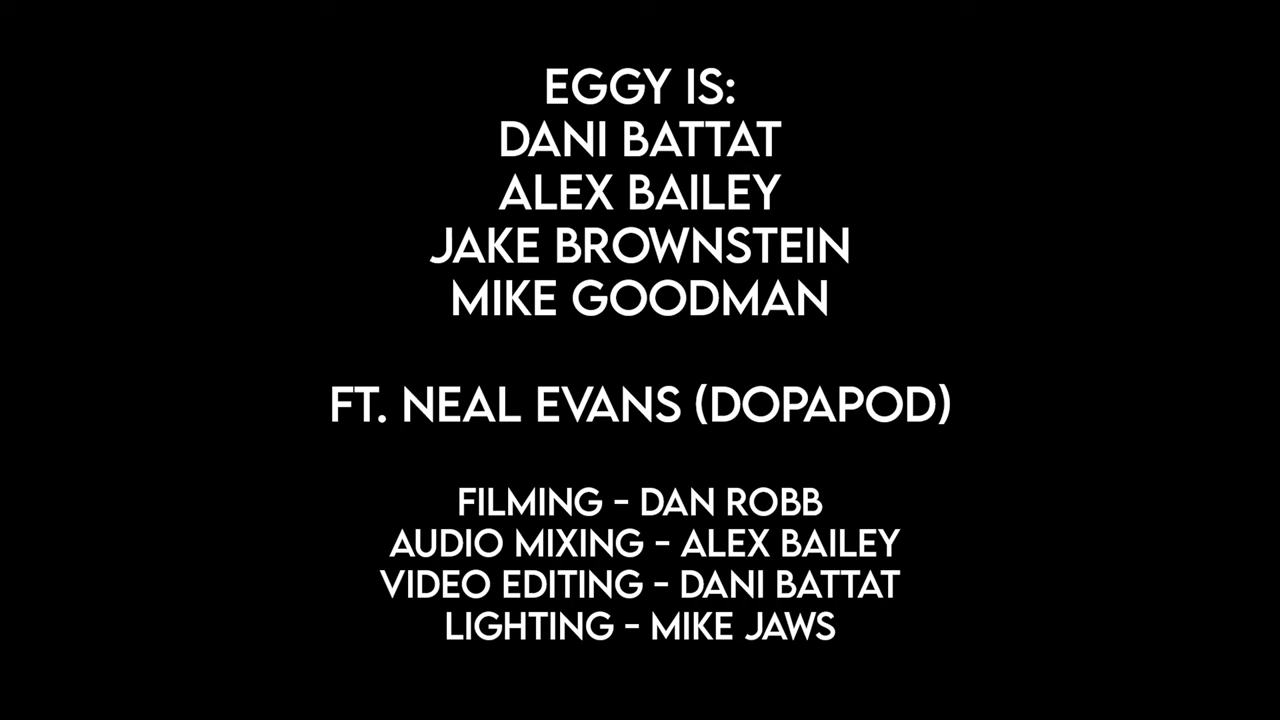 EGGY IS:
DANI BATTAT
ALEX BAILEY
JAKE BROWNSTEIN
MIKE GOODMAN
FT. NEAL EVANS (DOPAPOD)
FILMING - DAN ROBB
AUDIO MIXING - ALEX BAILEY
VIDEO EDITING - DANI BATTAT
LIGHTING - MIKE JAWS